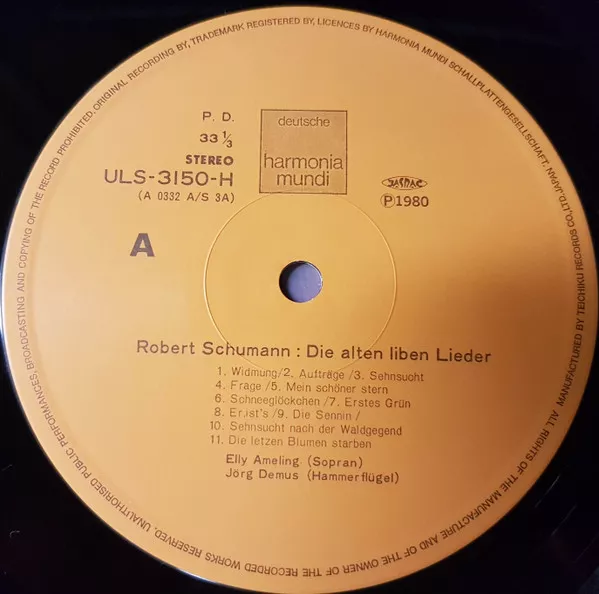 ORIGINAL RECORDING BY, TRADEMARK REGISTERED BY, LICENCES BY HARMONIA MUNDI SCHALLPLATTENGESELLSCHAFT. MANUFACTURED BY TEICHIKU RECORDS CO., LTD., JAPAN. ALL RIGHTS OF THE MANUFACTURE AND OF THE OWNER OF THE RECORDED WORKS RESERVED. UNAUTHORISED PUBLIC PERFORMANCES, BROADCASTING AND COPYING OF THE RECORD PROHIBITED.
P. D.
33 1/3
STEREO
ULS-3150-H
(A 0332 A/S 3A)
deutsche
harmonia
mundi
JASRAC
Ⓟ1980
A
Robert Schumann : Die alten liben Lieder
1. Widmung/2. Aufträge/3. Sehnsucht
4. Frage/5. Mein schöner stern
6. Schneeglöckchen/7. Erstes Grün
8. Er.ist's/9. Die Sennin/
10. Sehnsucht nach der Waldgegend
11. Die letzen Blumen starben
Elly Ameling (Sopran)
Jörg Demus (Hammerflügel)